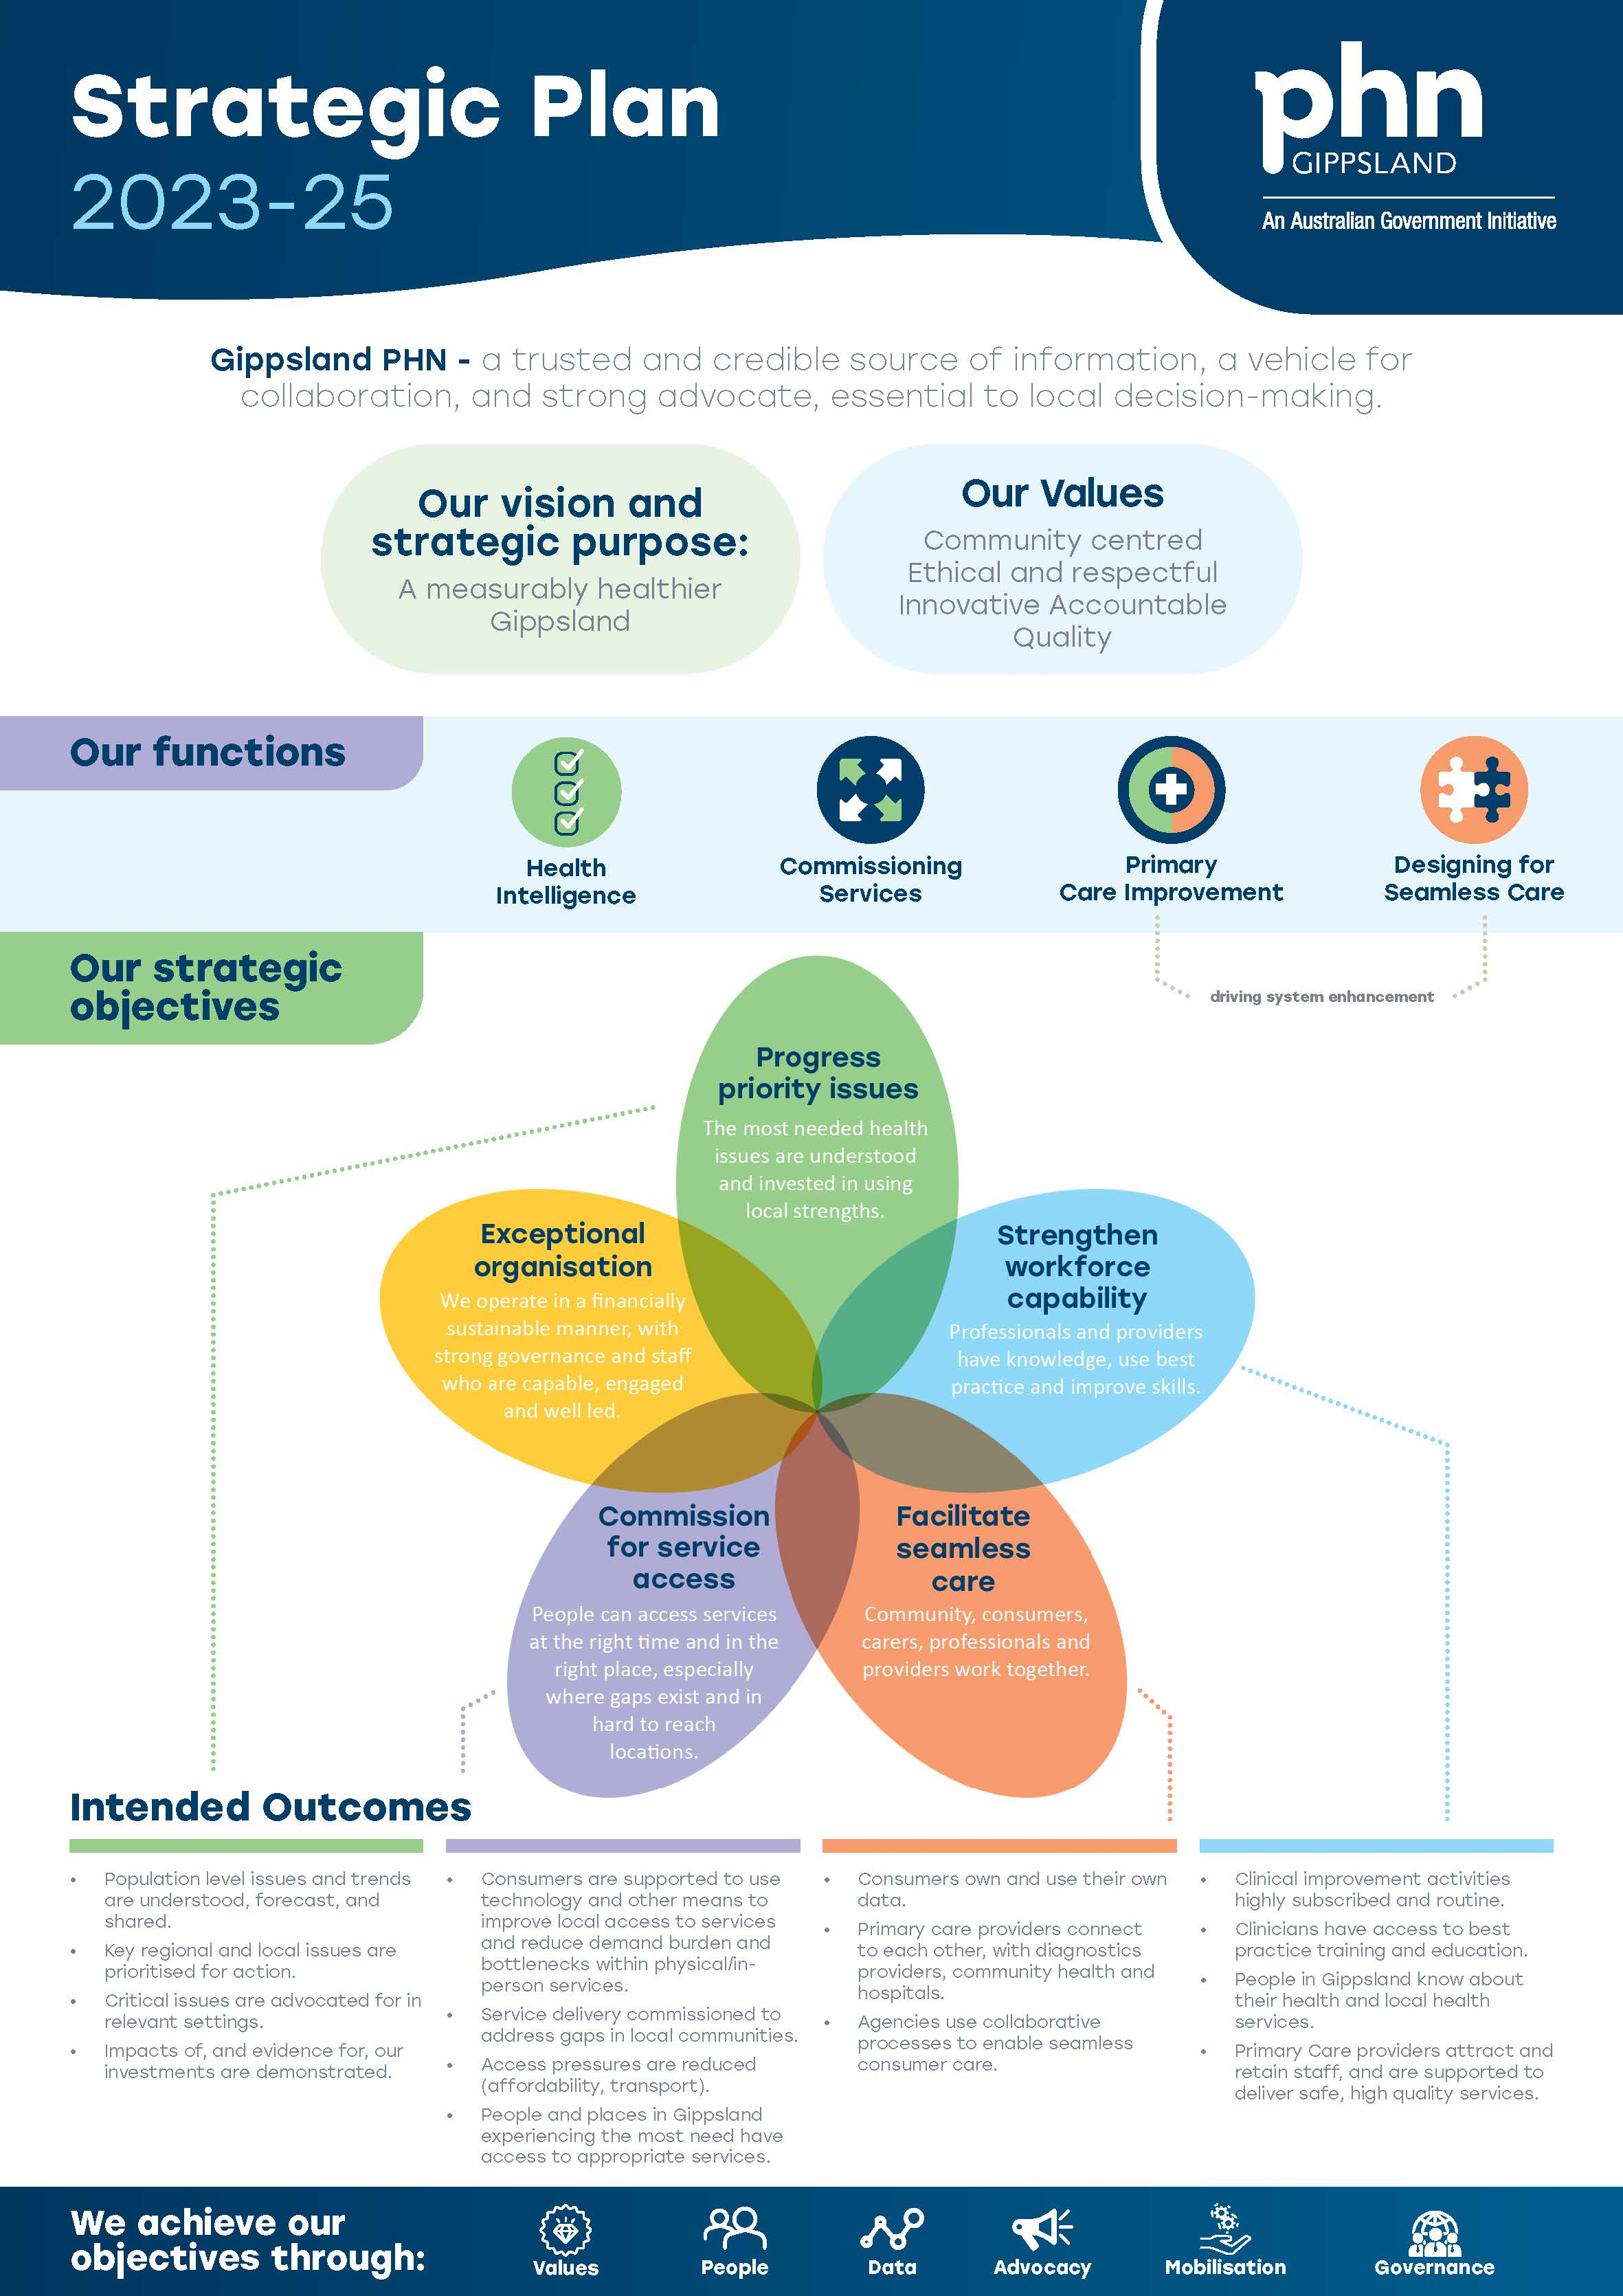 Strategic Plan
2023-25
phn
GIPPSLAND
An Australian Government Initiative
Gippsland PHN - a trusted and credible source of information, a vehicle for
collaboration, and strong advocate, essential to local decision-making.
Our vision and
strategic purpose:
A measurably healthier
Gippsland
Our Values
Community centred
Ethical and respectful
Innovative Accountable
Quality
Our functions
Health
Intelligence
Commissioning
Services
Primary
Care Improvement
Designing for
Seamless Care
driving system enhancement
Our strategic
objectives
Progress
priority issues
The most needed health
issues are understood
and invested in using
local strengths.
Exceptional
organisation
We operate in a financially
sustainable manner, with
strong governance and staff
who are capable, engaged
and well led.
Strengthen
workforce
capability
Professionals and providers
have knowledge, use best
practice and improve skills.
Commission
for service
access
People can access services
at the right time and in the
right place, especially
where gaps exist and in
hard to reach
locations.
Facilitate
seamless
care
Community, consumers,
carers, professionals and
providers work together.
Intended Outcomes
• Population level issues and trends
are understood, forecast, and
shared.
• Key regional and local issues are
prioritised for action.
• Critical issues are advocated for in
relevant settings.
• Impacts of, and evidence for, our
investments are demonstrated.
• Consumers are supported to use
technology and other means to
improve local access to services
and reduce demand burden and
bottlenecks within physical/in-
person services.
• Service delivery commissioned to
address gaps in local communities.
• Access pressures are reduced
(affordability, transport).
• People and places in Gippsland
experiencing the most need have
access to appropriate services.
• Consumers own and use their own
data.
• Primary care providers connect
to each other, with diagnostics
providers, community health and
hospitals.
• Agencies use collaborative
processes to enable seamless
consumer care.
• Clinical improvement activities
highly subscribed and routine.
• Clinicians have access to best
practice training and education.
• People in Gippsland know about
their health and local health
services.
• Primary Care providers attract and
retain staff, and are supported to
deliver safe, high quality services.
We achieve our
objectives through:
Values
People
Data
Advocacy
Mobilisation
Governance